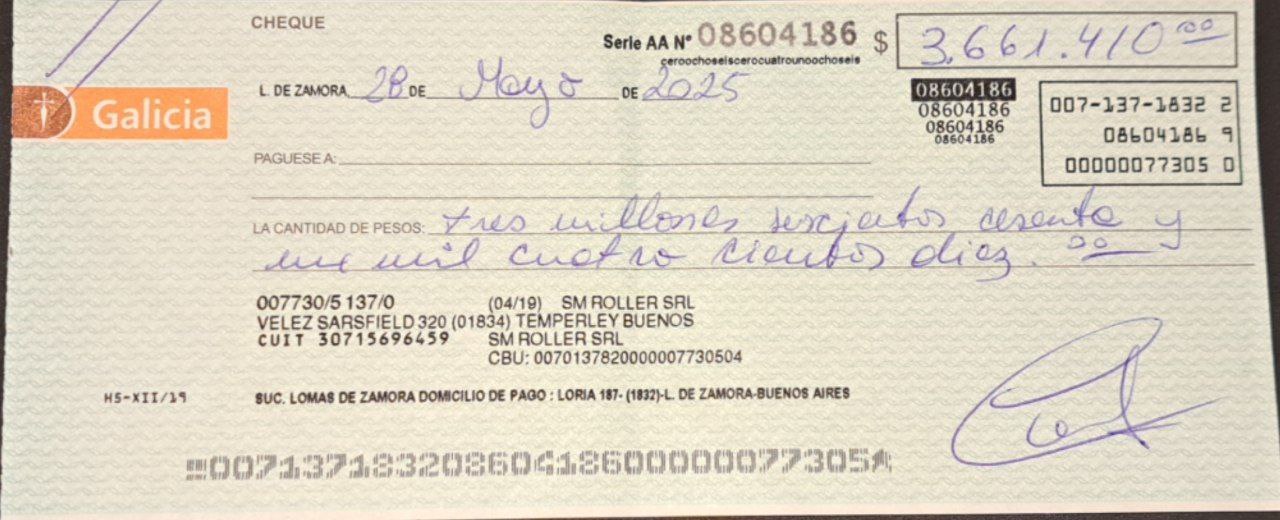 CHEQUE
Serie AA Nº 08604186 $ 3.661.410 00
ceroochoseiscerocuatrounoochoseis
L. DE ZAMORA, 28 DE Mayo DE 2025
08604186
08604186
08604186
08604186
007-137-1832 2
08604186 9
00000077305 0
Galicia
PAGUESE A:
LA CANTIDAD DE PESOS: tres millones sesenta y
mil cuatro cientos diez. 00
007730/5 137/0 (04/19) SM ROLLER SRL
VELEZ SARSFIELD 320 (01834) TEMPERLEY BUENOS
CUIT 30715696459 SM ROLLER SRL
CBU: 0070137820000007730504
H5-XII/19
SUC. LOMAS DE ZAMORA DOMICILIO DE PAGO : LORIA 187- (1832)-L. DE ZAMORA-BUENOS AIRES
00713718320860418600000077305